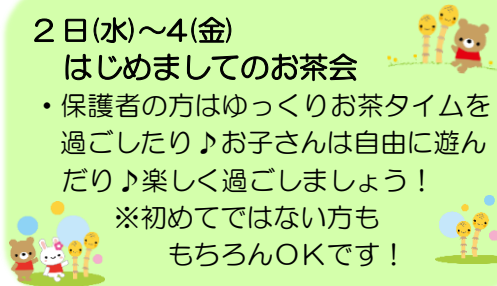 ２日(水)～4(金)
はじめましてのお茶会
・保護者の方はゆっくりお茶タイムを
過ごしたり♪お子さんは自由に遊ん
だり♪楽しく過ごしましょう！
※初めてではない方も
もちろんＯＫです！